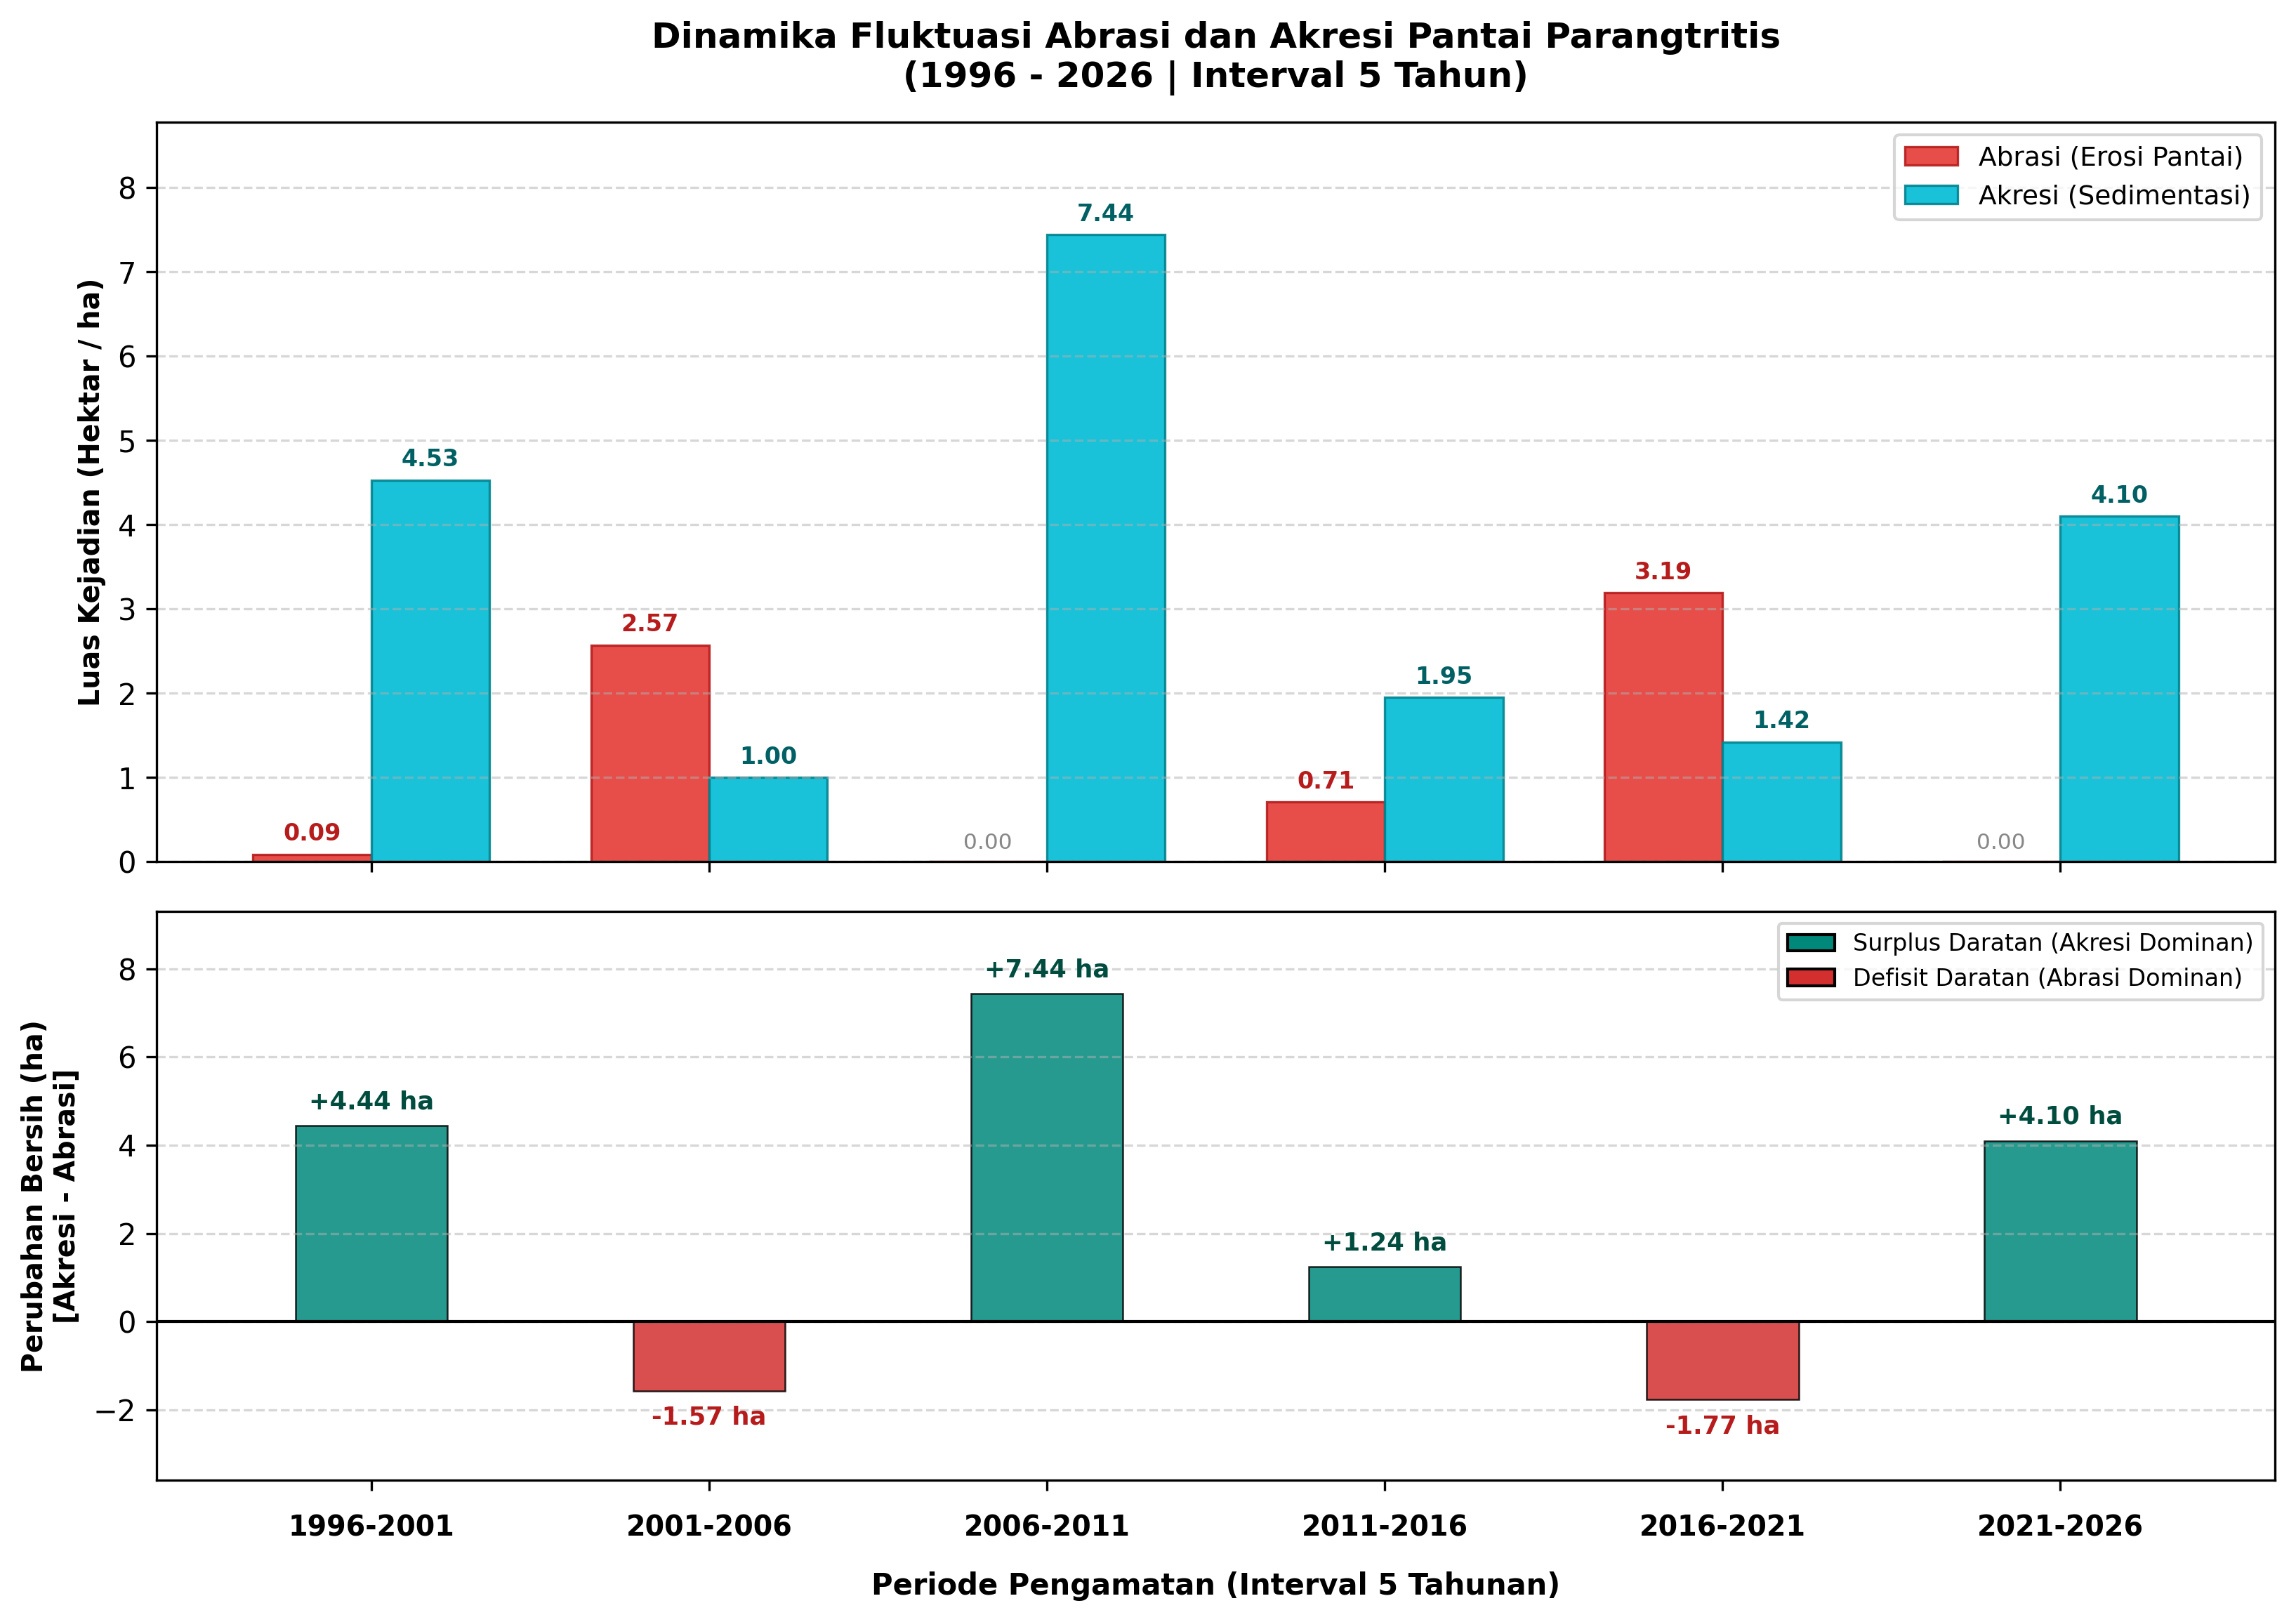 Dinamika Fluktuasi Abrasi dan Akresi Pantai Parangtritis
(1996 - 2026 | Interval 5 Tahun)
Luas Kejadian (Hektar / ha)
8
7
6
5
4
3
2
1
0
Abrasi (Erosi Pantai)
Akresi (Sedimentasi)
0.09
4.53
2.57
1.00
0.00
7.44
0.71
1.95
3.19
1.42
0.00
4.10
Perubahan Bersih (ha)
[Akresi - Abrasi]
8
6
4
2
0
−2
Surplus Daratan (Akresi Dominan)
Defisit Daratan (Abrasi Dominan)
+4.44 ha
-1.57 ha
+7.44 ha
+1.24 ha
-1.77 ha
+4.10 ha
1996-2001
2001-2006
2006-2011
2011-2016
2016-2021
2021-2026
Periode Pengamatan (Interval 5 Tahunan)